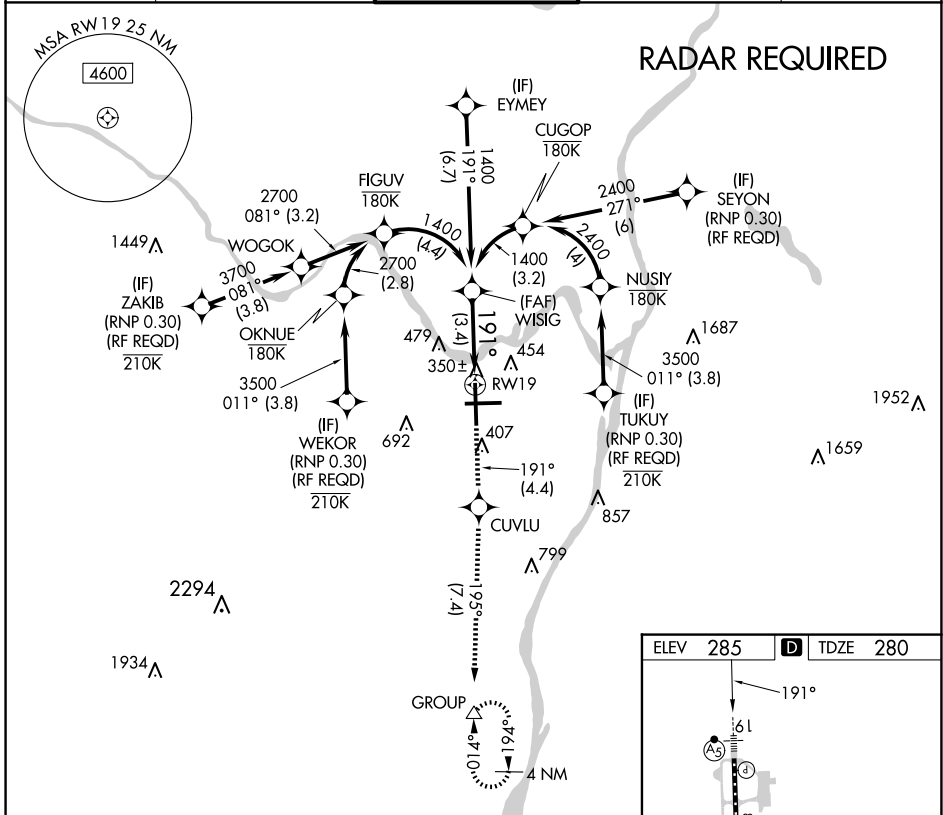 MSA RW19 25 NM
4600
RADAR REQUIRED
(IF)
EYMEY
1400
191°
(6.7)
CUGOP
180K
FIGUV
180K
2700
081° (3.2)
1400
(4.4)
2400
271°
(6)
(IF)
SEYON
(RNP 0.30)
(RF REQD)
1449
WOGOK
2700
(2.8)
1400
(3.2)
2400
(4)
NUSIY
180K
3700
081°
(3.8)
(IF)
ZAKIB
(RNP 0.30)
(RF REQD)
210K
OKNUE
180K
(FAF)
WISIG
191°
(3.4)
479
350±
454
RW19
1687
3500
011° (3.8)
3500
011° (3.8)
(IF)
WEKOR
(RNP 0.30)
(RF REQD)
210K
692
407
(IF)
TUKUY
(RNP 0.30)
(RF REQD)
210K
1952
1659
191°
(4.4)
857
CUVLU
799
195°
(7.4)
2294
1934
GROUP
014°
194°
4 NM
ELEV 285 D TDZE 280
191°
19
A5
P